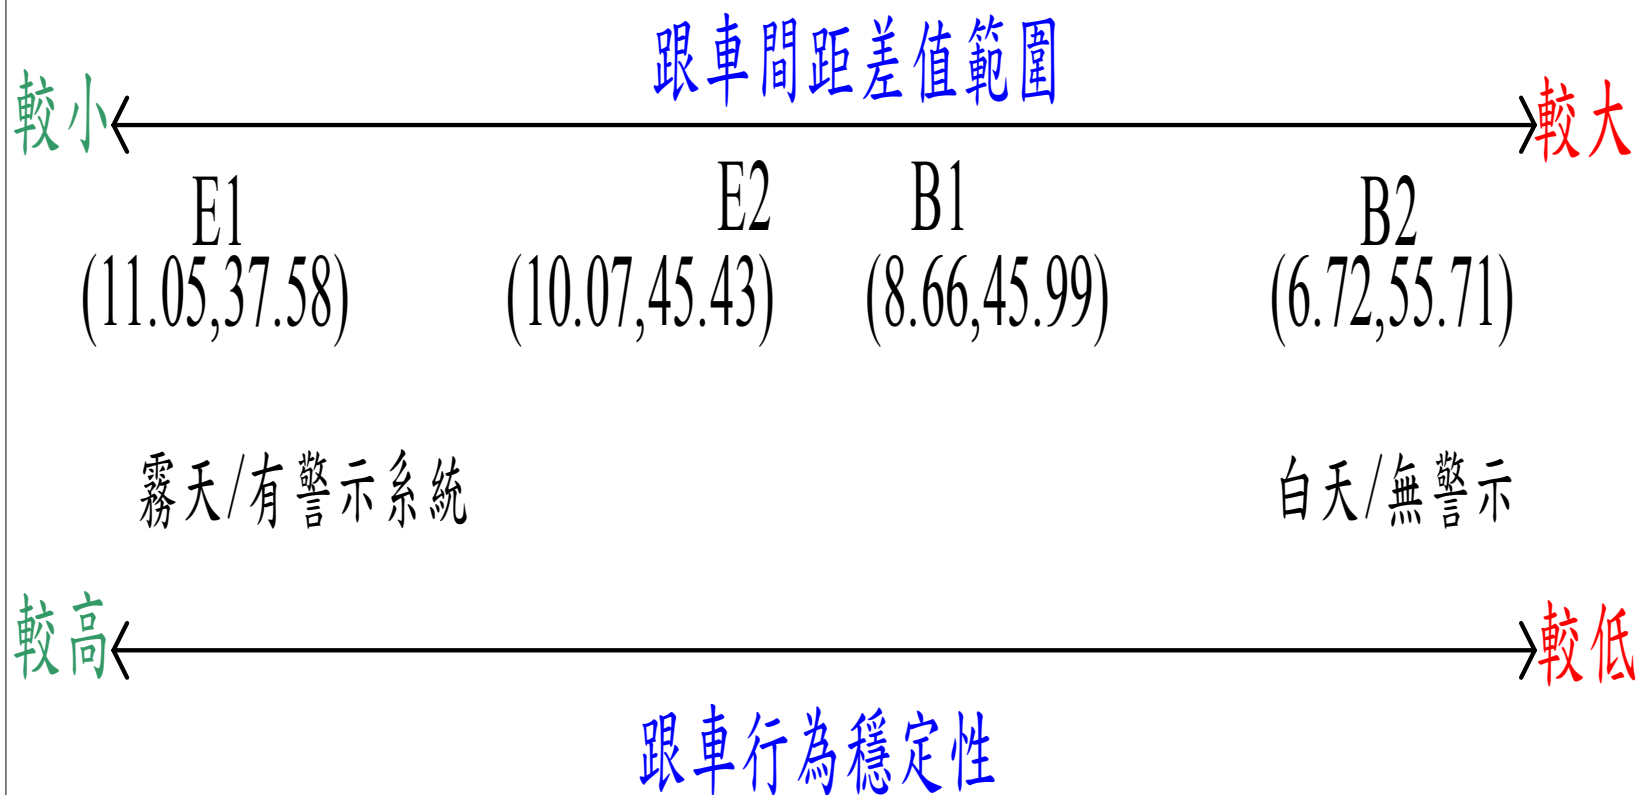 跟車間距差值範圍
較小 較大
E1 E2 B1 B2
(11.05,37.58) (10.07,45.43) (8.66,45.99) (6.72,55.71)
霧天/有警示系統 白天/無警示
較高 較低
跟車行為穩定性